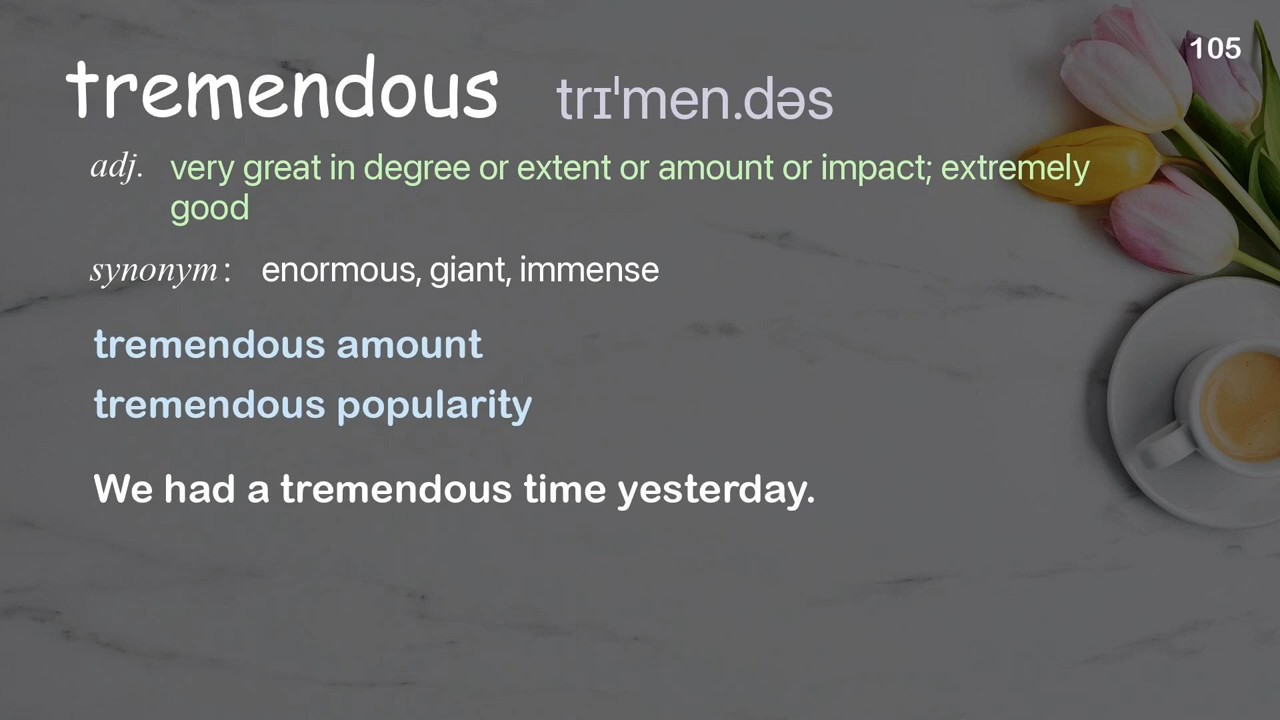 105
tremendous trɪˈmen.dəs
adj. very great in degree or extent or amount or impact; extremely
good
synonym: enormous, giant, immense
tremendous amount
tremendous popularity
We had a tremendous time yesterday.